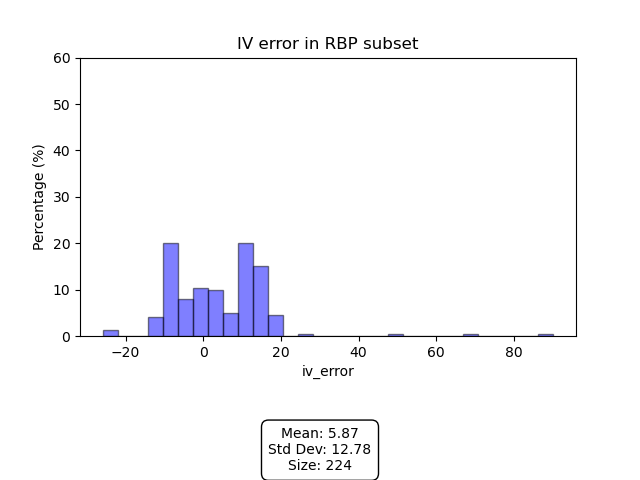 IV error in RBP subset
60
50
40
30
20
10
0
Percentage (%)
−20
0
20
40
60
80
iv_error
Mean: 5.87
Std Dev: 12.78
Size: 224